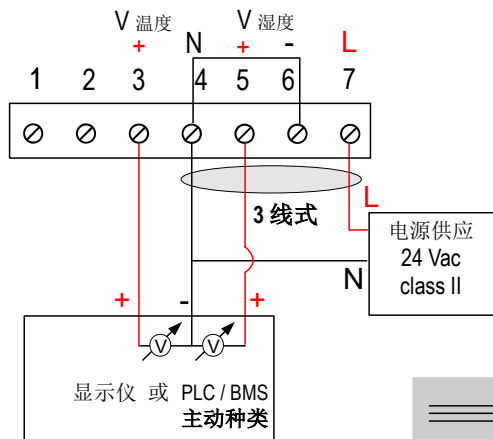 V 温度 V 湿度
+ N + - L
1 2 3 4 5 6 7
3 线式
L
电源供应
24 Vac
class II
N
+ - +
V V
显示仪 或 PLC / BMS
主动种类